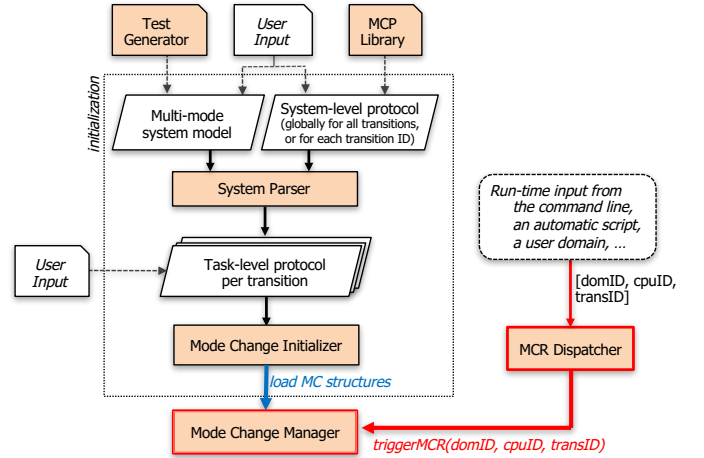 Test
Generator
User
Input
MCP
Library
initialization
Multi-mode
system model
System-level protocol
(globally for all transitions,
or for each transition ID)
System Parser
Run-time input from
the command line,
an automatic script,
a user domain, ...
User
Input
Task-level protocol
per transition
[domID, cpuID,
transID]
Mode Change Initializer
MCR Dispatcher
load MC structures
Mode Change Manager
triggerMCR(domID, cpuID, transID)